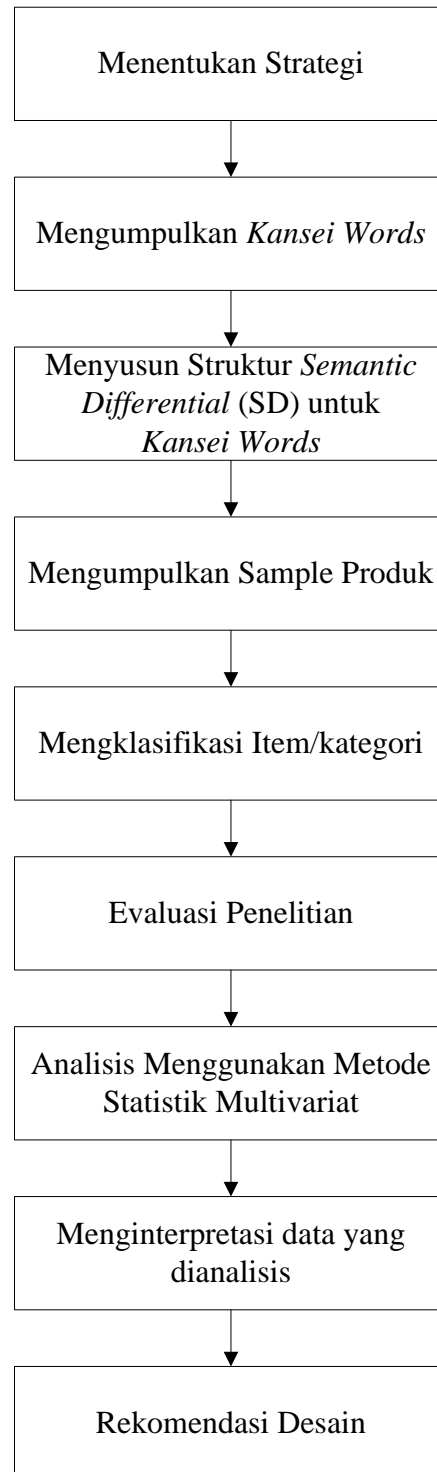 Menentukan Strategi
Mengumpulkan Kansei Words
Menyusun Struktur Semantic
Differential (SD) untuk
Kansei Words
Mengumpulkan Sample Produk
Mengklasifikasi Item/kategori
Evaluasi Penelitian
Analisis Menggunakan Metode
Statistik Multivariat
Menginterpretasi data yang
dianalisis
Rekomendasi Desain